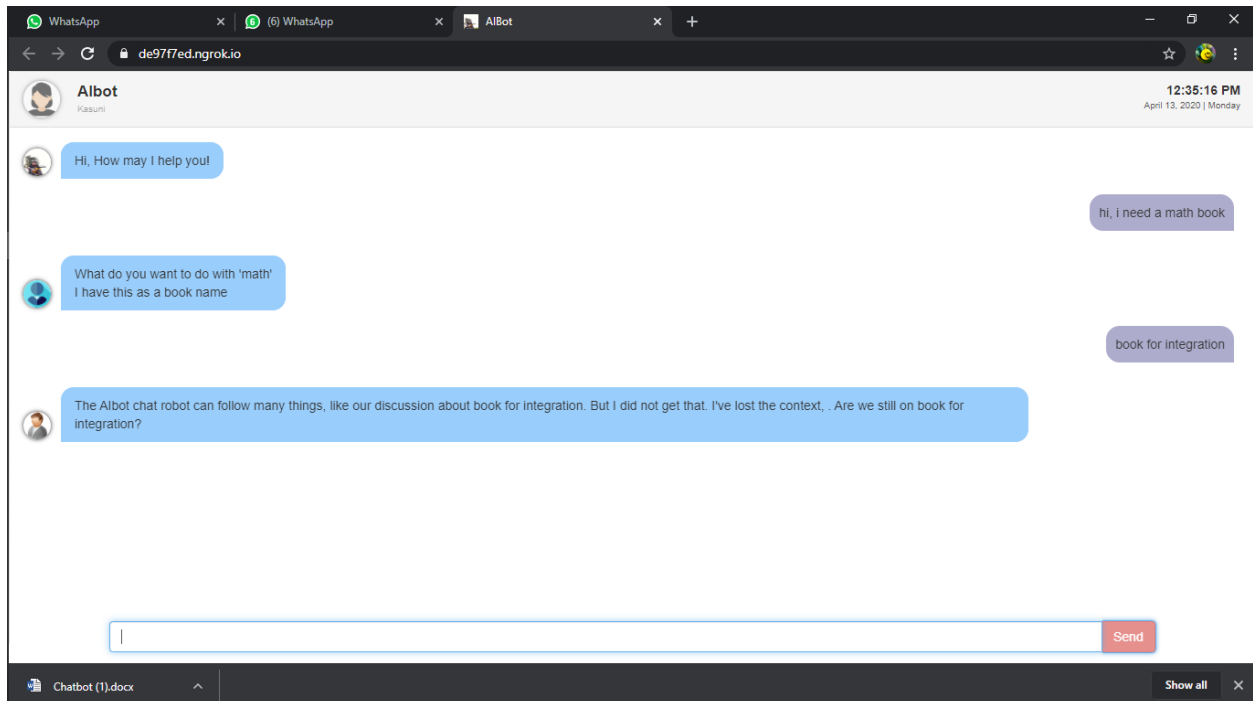 WhatsApp
(6) WhatsApp
AIBot
de97f7ed.ngrok.io
AIbot
Kasuni
12:35:16 PM
April 13, 2020 | Monday
Hi, How may I help you!
hi, i need a math book
What do you want to do with 'math'
I have this as a book name
book for integration
The AIbot chat robot can follow many things, like our discussion about book for integration. But I did not get that. I've lost the context, . Are we still on book for
integration?
Send
Chatbot (1).docx
Show all